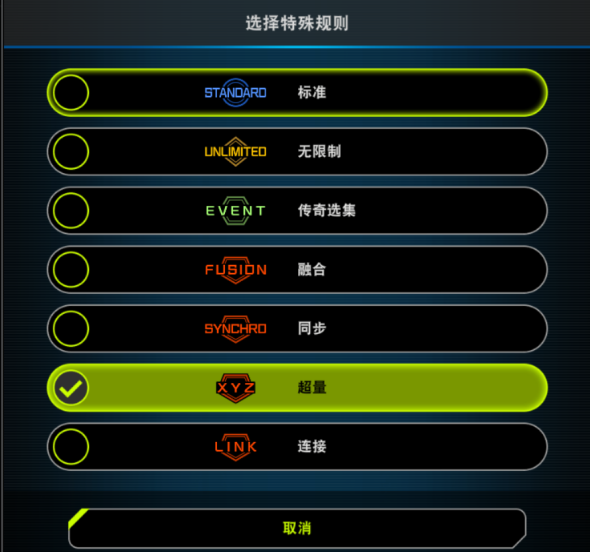 选择特殊规则
STANDARD 标准
UNLIMITED 无限制
EVENT 传奇选集
FUSION 融合
SYNCHRO 同步
XYZ 超量
LINK 连接
取消